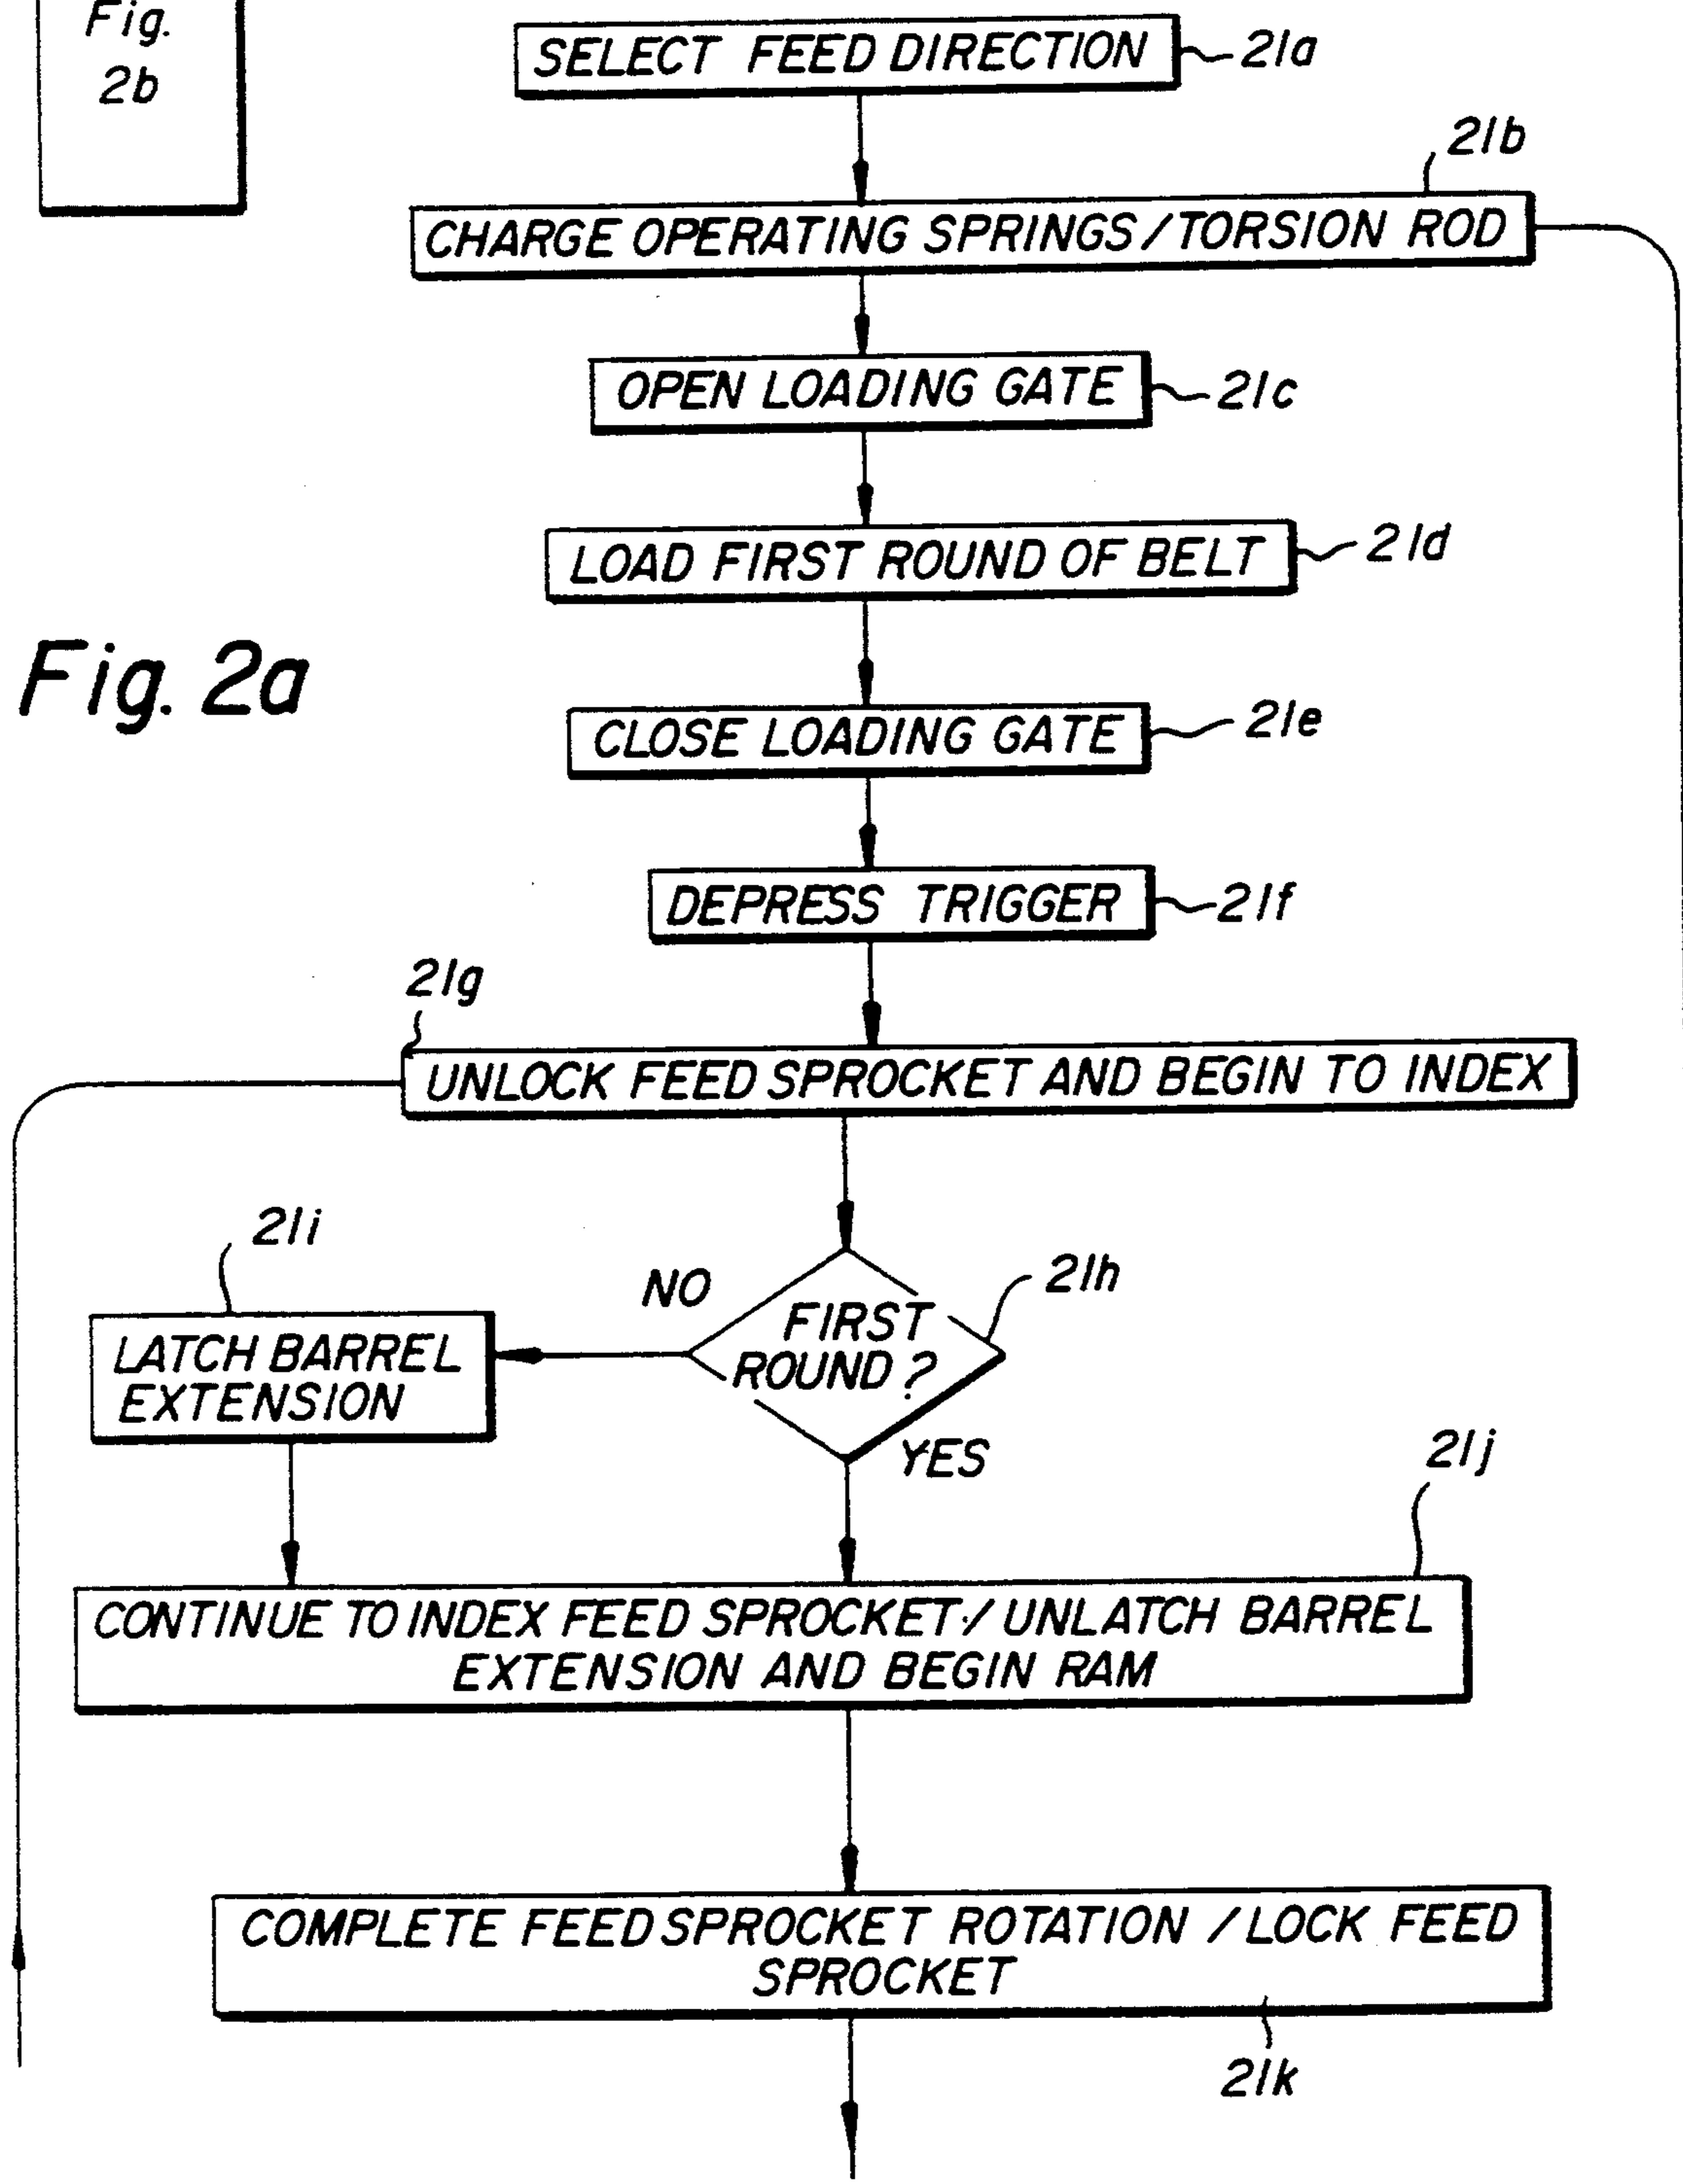 Fig.
2b
SELECT FEED DIRECTION
21a
21b
CHARGE OPERATING SPRINGS/TORSION ROD
OPEN LOADING GATE
21c
LOAD FIRST ROUND OF BELT
21d
Fig. 2a
CLOSE LOADING GATE
21e
DEPRESS TRIGGER
21f
21g
UNLOCK FEED SPROCKET AND BEGIN TO INDEX
21i
NO
21h
FIRST
ROUND?
LATCH BARREL
EXTENSION
YES
21j
CONTINUE TO INDEX FEED SPROCKET/UNLATCH BARREL
EXTENSION AND BEGIN RAM
COMPLETE FEED SPROCKET ROTATION / LOCK FEED
SPROCKET
21k